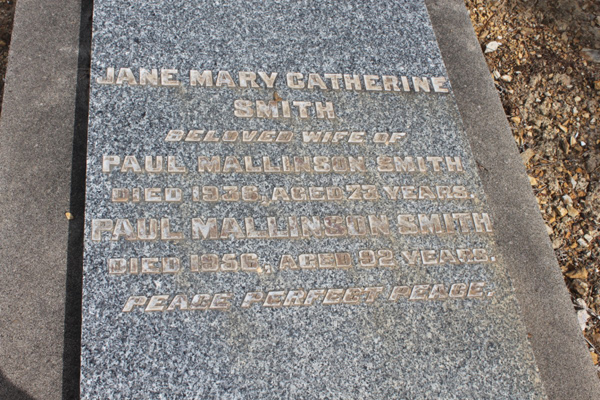 JANE MARY CATHERINE
SMITH
BELOVED WIFE OF
PAUL MALLINSON SMITH
DIED 1936, AGED 73 YEARS.
PAUL MALLINSON SMITH
DIED 1956, AGED 92 YEARS.
PEACE PERFECT PEACE.